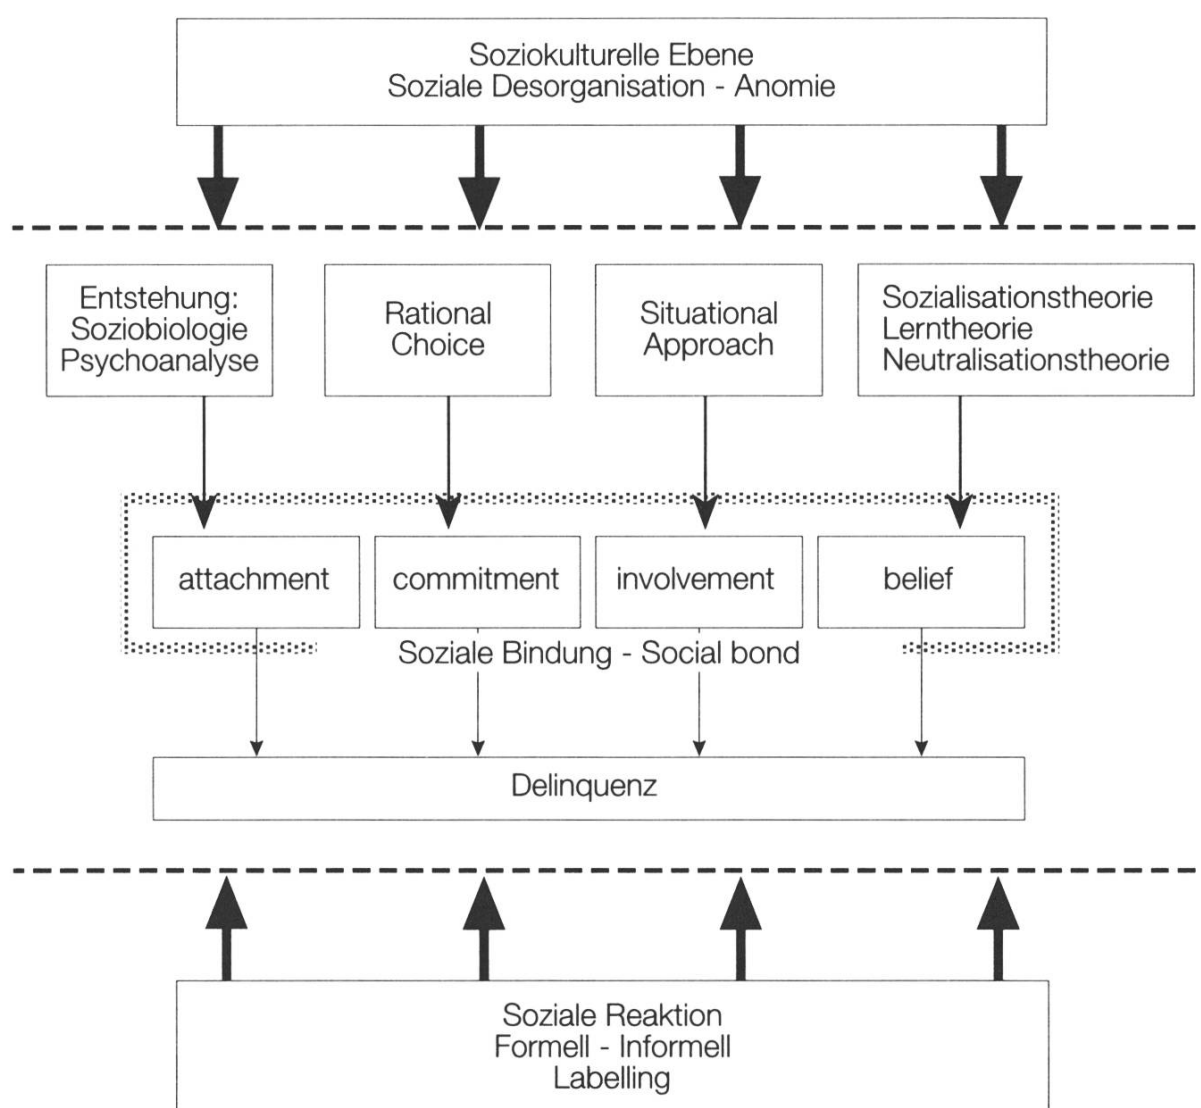 Soziokulturelle Ebene
Soziale Desorganisation - Anomie
Entstehung:
Soziobiologie
Psychoanalyse
Rational
Choice
Situational
Approach
Sozialisationstheorie
Lerntheorie
Neutralisationstheorie
attachment
commitment
involvement
belief
Soziale Bindung - Social bond
Delinquenz
Soziale Reaktion
Formell - Informell
Labelling